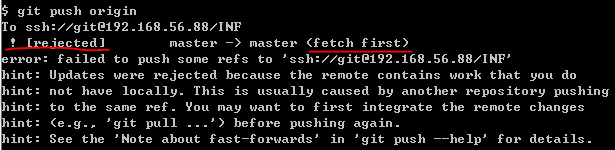 $ git push origin
To ssh://git@192.168.56.88/INF
! [rejected] master -> master (fetch first)
error: failed to push some refs to 'ssh://git@192.168.56.88/INF'
hint: Updates were rejected because the remote contains work that you do
hint: not have locally. This is usually caused by another repository pushing
hint: to the same ref. You may want to first integrate the remote changes
hint: (e.g., 'git pull ...') before pushing again.
hint: See the 'Note about fast-forwards' in 'git push --help' for details.